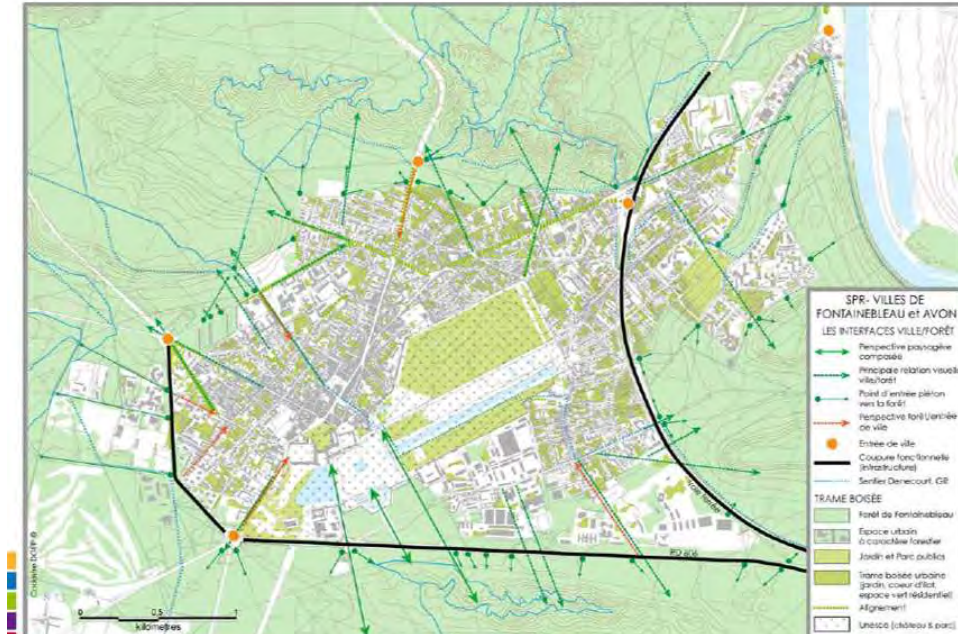 SPR- VILLES DE
FONTAINEBLEAU et AVON
LES INTERFACES VILLE/FORÊT
Perspective paysagère
composée
Principale relation visuelle
ville/forêt
Point d'entrée piéton
vers la forêt
Perspective forêt/entrée
de ville
Entrée de ville
Coupure fonctionnelle
(infrastructure)
Sentier Denecourt, GR
TRAME BOISÉE
Forêt de Fontainebleau
Espace urbain
à caractère forestier
Jardin et Parc publics
Trame boisée urbaine
(jardin, coeur d'îlot,
espace vert résidentiel)
Alignement
Unesco (château & parc)
RD 606
0
0.5
1
kilomètres